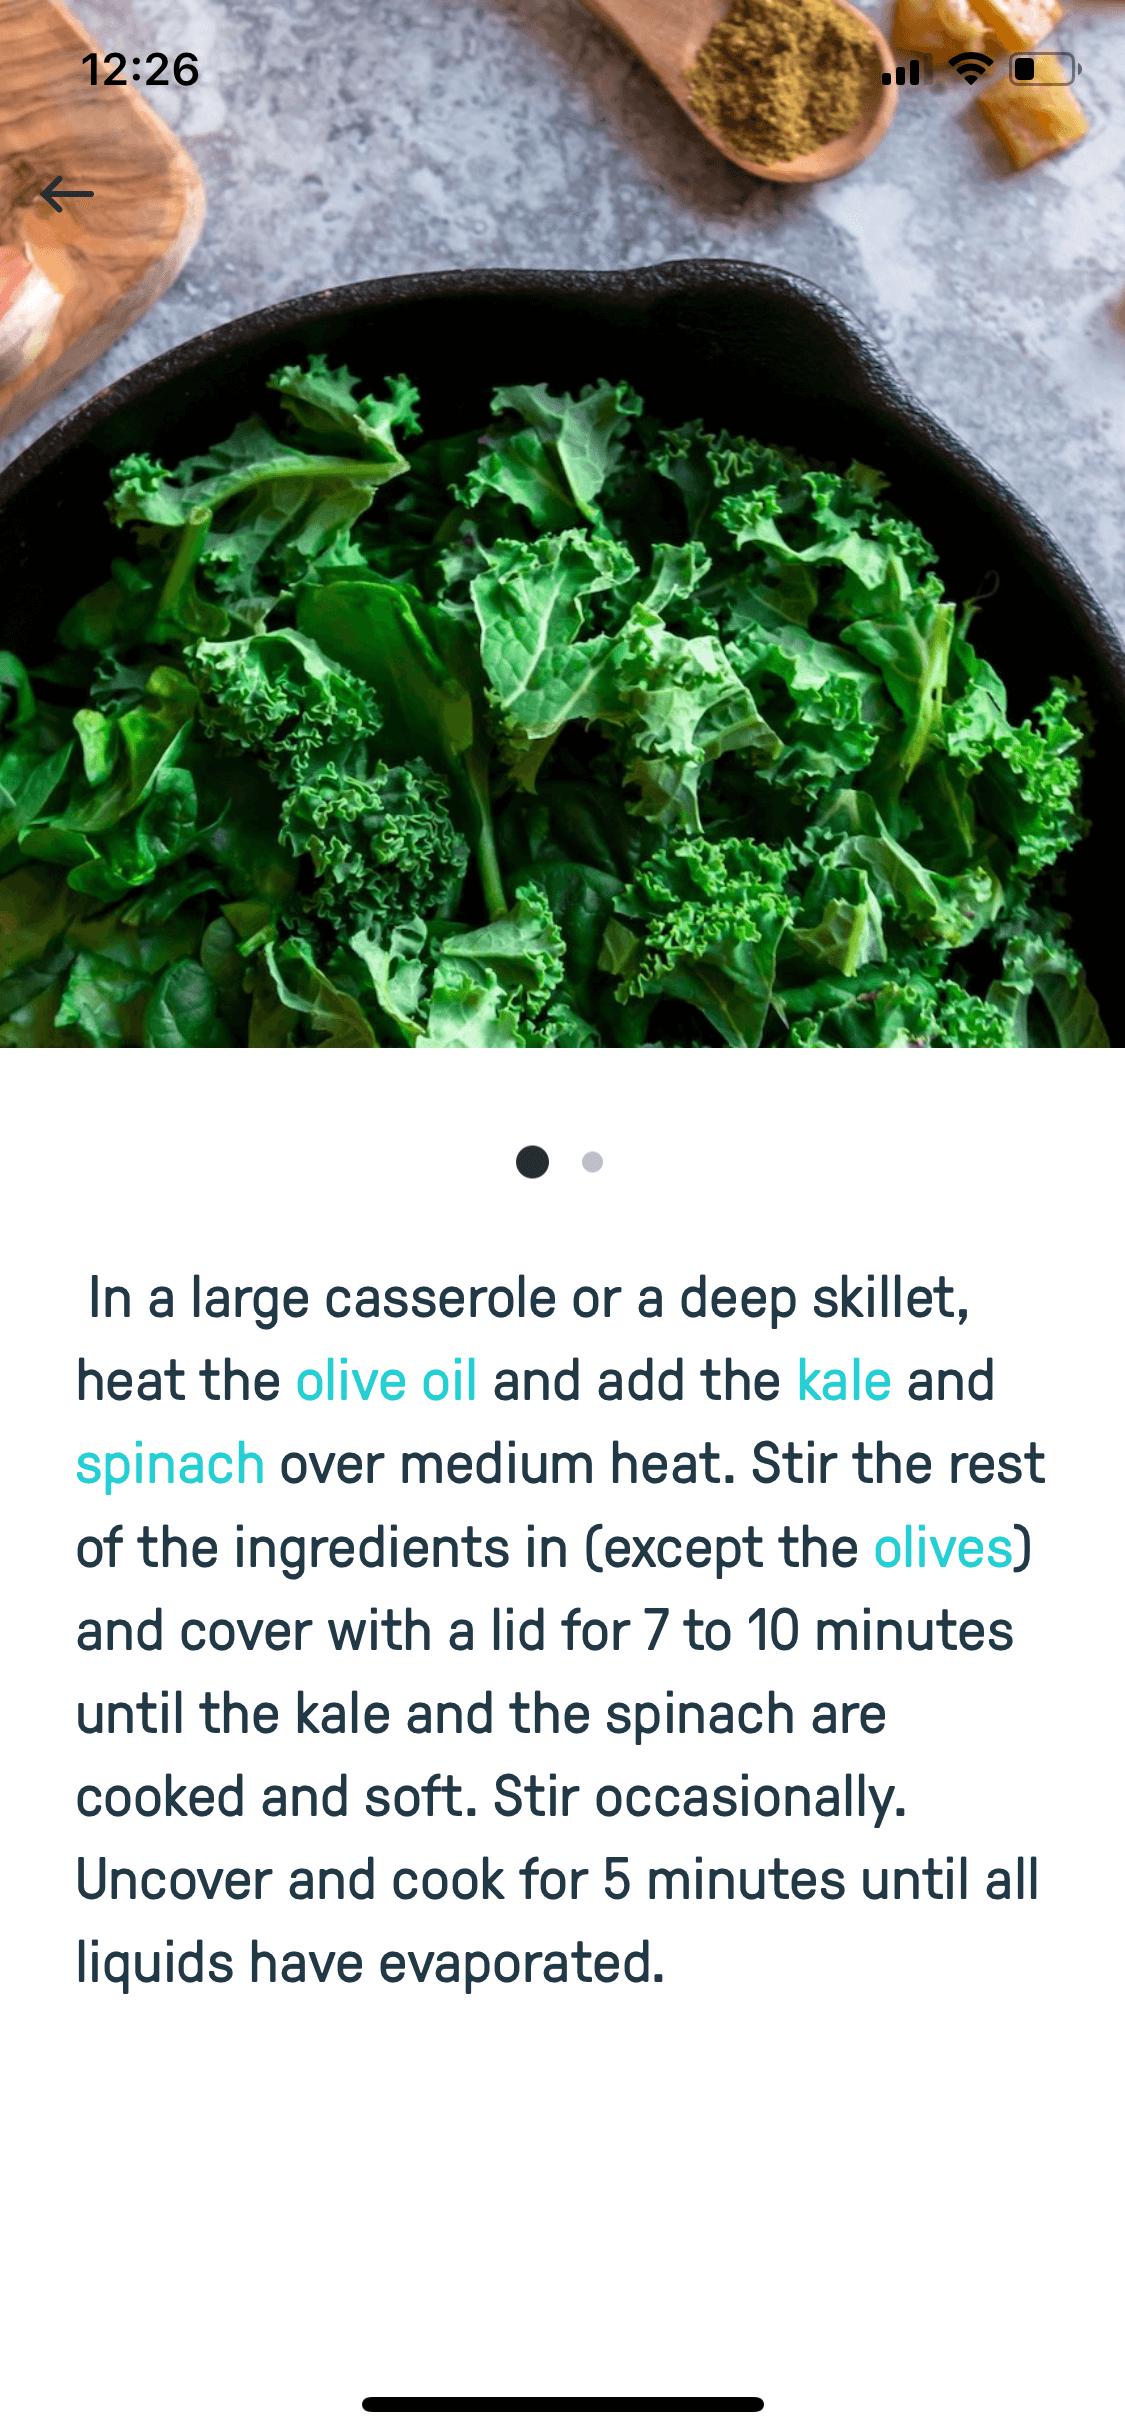 12:26
In a large casserole or a deep skillet,
heat the olive oil and add the kale and
spinach over medium heat. Stir the rest
of the ingredients in (except the olives)
and cover with a lid for 7 to 10 minutes
until the kale and the spinach are
cooked and soft. Stir occasionally.
Uncover and cook for 5 minutes until all
liquids have evaporated.